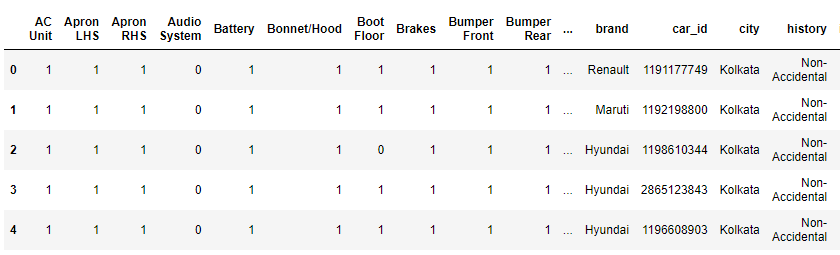 AC Unit Apron LHS Apron RHS Audio System Battery Bonnet/Hood Boot Floor Brakes Bumper Front Bumper Rear ... brand car_id city history
0 1 1 1 0 1 1 1 1 1 1 ... Renault 1191177749 Kolkata Non-Accidental
1 1 1 1 0 1 1 1 1 1 1 ... Maruti 1192198800 Kolkata Non-Accidental
2 1 1 1 0 1 1 0 1 1 1 ... Hyundai 1198610344 Kolkata Non-Accidental
3 1 1 1 0 1 1 1 1 1 1 ... Hyundai 2865123843 Kolkata Non-Accidental
4 1 1 1 0 1 1 1 1 1 1 ... Hyundai 1196608903 Kolkata Non-Accidental